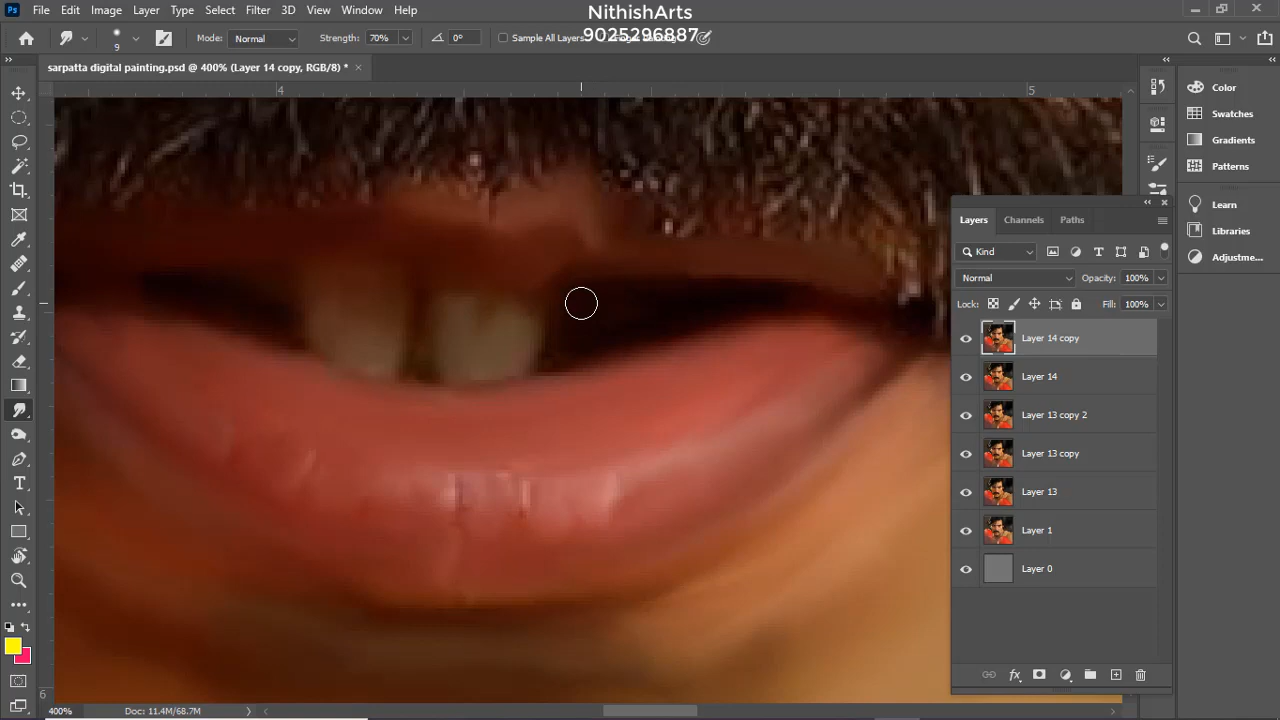 File Edit Image Layer Type Select Filter 3D View Window Help
NithishArts
9025296887
9 Mode: Normal Strength: 70% 0° Sample All Layers
sarpatta digital painting.psd @ 400% (Layer 14 copy, RGB/8) *
4 5
Color
Swatches
Gradients
Patterns
Learn
Libraries
Adjustme...
Layers Channels Paths
Kind
Normal Opacity: 100%
Lock: Fill: 100%
Layer 14 copy
Layer 14
Layer 13 copy 2
Layer 13 copy
Layer 13
Layer 1
Layer 0
6
400% Doc: 11.4M/68.7M